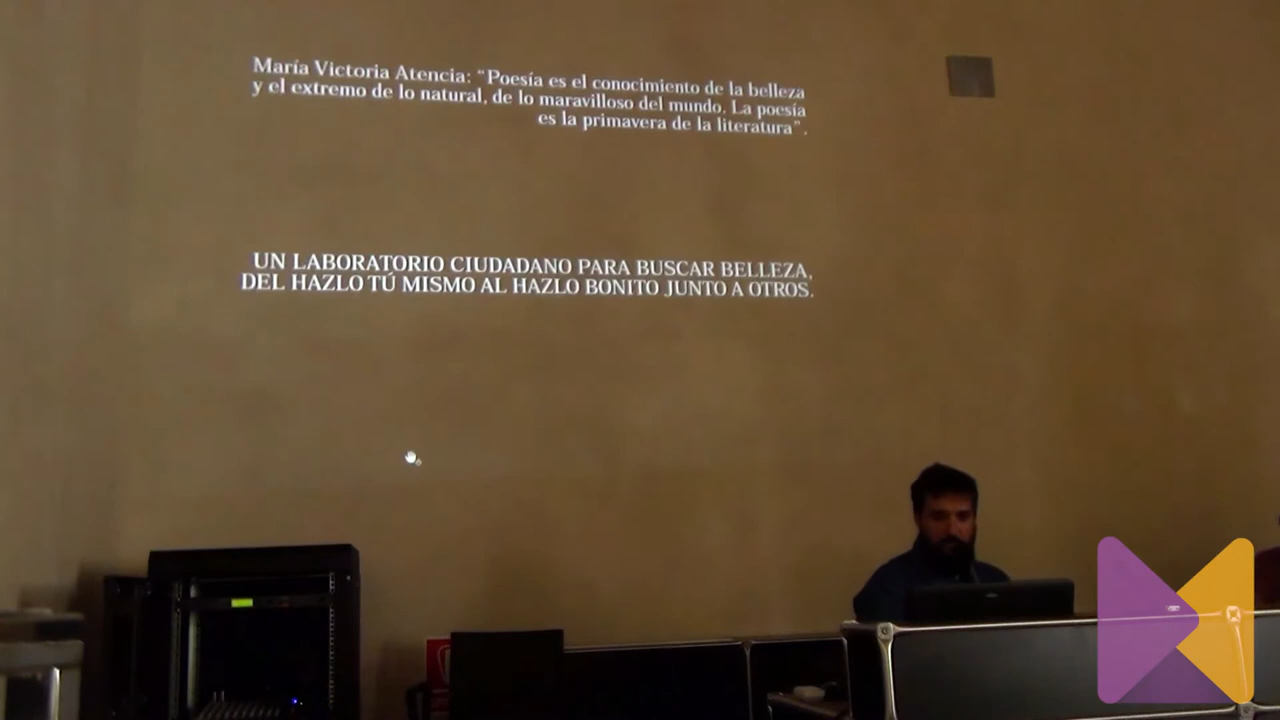 María Victoria Atencia: “Poesía es el conocimiento de la belleza
y el extremo de lo natural, de lo maravilloso del mundo. La poesía
es la primavera de la literatura”.
UN LABORATORIO CIUDADANO PARA BUSCAR BELLEZA,
DEL HAZLO TÚ MISMO AL HAZLO BONITO JUNTO A OTROS.